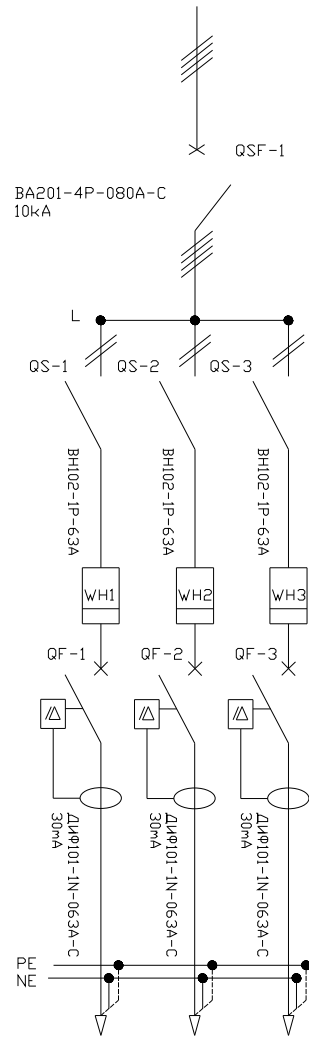 QSF-1
ВА201-4Р-080А-С
10кА
L
QS-1
QS-2
QS-3
ВН102-1Р-63А
ВН102-1Р-63А
ВН102-1Р-63А
WH1
WH2
WH3
QF-1
QF-2
QF-3
ДИФ101-1N-063А-С
30mA
ДИФ101-1N-063А-С
30mA
ДИФ101-1N-063А-С
30mA
PE
NE